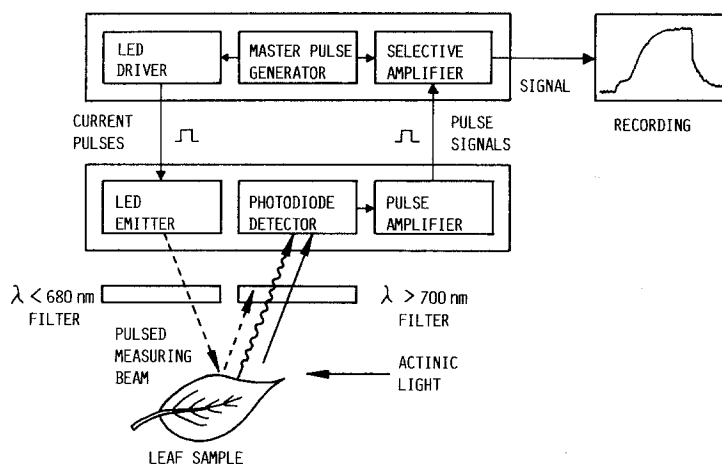 LED
DRIVER
MASTER PULSE
GENERATOR
SELECTIVE
AMPLIFIER
SIGNAL
RECORDING
CURRENT
PULSES
PULSE
SIGNALS
LED
EMITTER
PHOTODIODE
DETECTOR
PULSE
AMPLIFIER
λ < 680 nm
FILTER
λ > 700 nm
FILTER
PULSED
MEASURING
BEAM
ACTINIC
LIGHT
LEAF SAMPLE